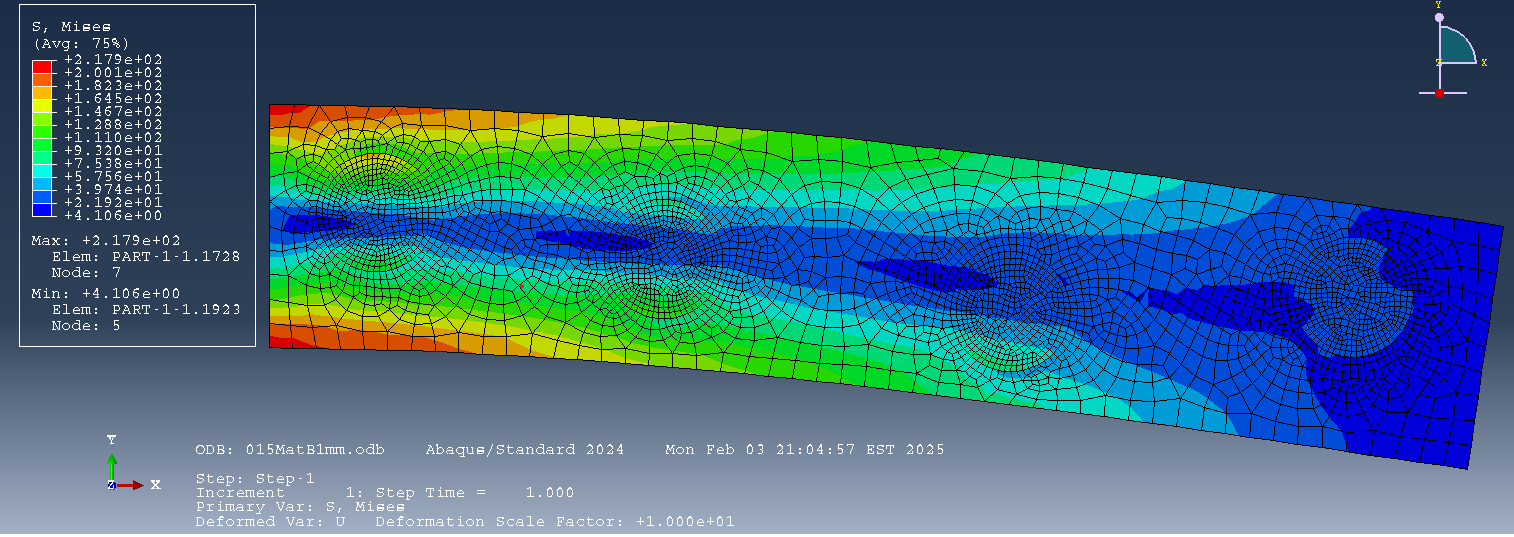 S, Mises
(Avg: 75%)
+2.179e+02
+2.001e+02
+1.823e+02
+1.645e+02
+1.467e+02
+1.288e+02
+1.110e+02
+9.320e+01
+7.538e+01
+5.756e+01
+3.974e+01
+2.192e+01
+4.106e+00
Max: +2.179e+02
Elem: PART-1-1.1728
Node: 7
Min: +4.106e+00
Elem: PART-1-1.1923
Node: 5
Y
Z X
Y
Z X
ODB: 015MatB1mm.odb Abaqus/Standard 2024 Mon Feb 03 21:04:57 EST 2025
Step: Step-1
Increment 1: Step Time = 1.000
Primary Var: S, Mises
Deformed Var: U Deformation Scale Factor: +1.000e+01